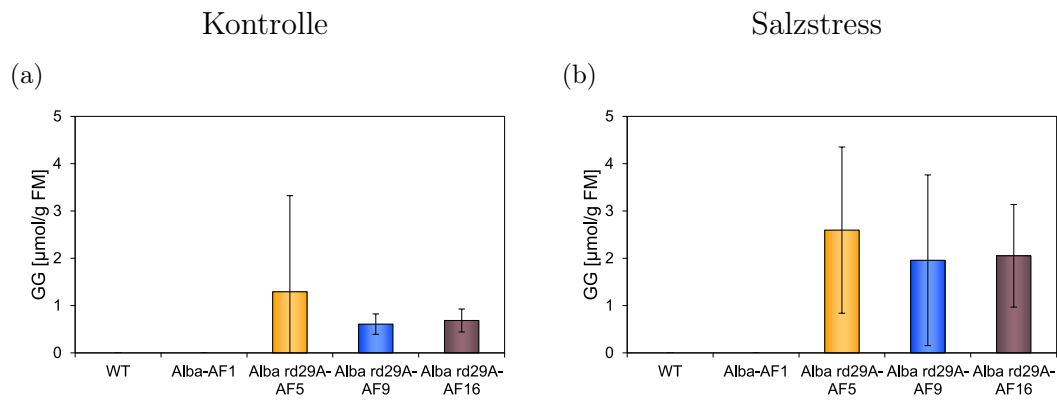 Kontrolle
Salzstress
(a)
(b)
GG [µmol/g FM]
5
4
3
2
1
0
WT
Alba-AF1
Alba rd29A-
AF5
Alba rd29A-
AF9
Alba rd29A-
AF16
GG [µmol/g FM]
5
4
3
2
1
0
WT
Alba-AF1
Alba rd29A-
AF5
Alba rd29A-
AF9
Alba rd29A-
AF16